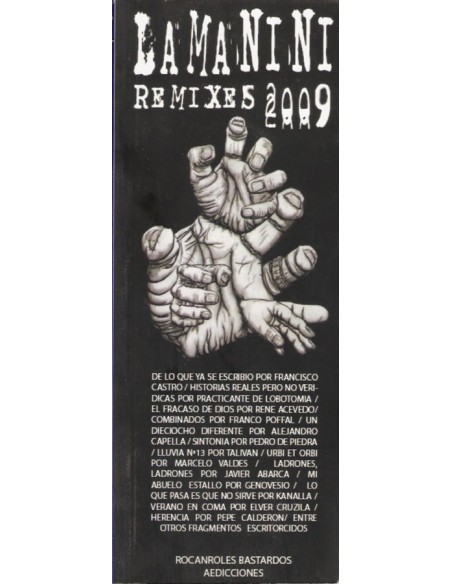 LAMANINI
REMIXES 2009
DE LO QUE YA SE ESCRIBIO POR FRANCISCO
CASTRO / HISTORIAS REALES PERO NO VERI-
DICAS POR PRACTICANTE DE LOBOTOMIA /
EL FRACASO DE DIOS POR RENE ACEVEDO/
COMBINADOS POR FRANCO POFFAL / UN
DIECIOCHO DIFERENTE POR ALEJANDRO
CAPELLA / SINTONIA POR PEDRO DE PIEDRA
/ LLUVIA Nº13 POR TALIVAN / URBI ET ORBI
POR MARCELO VALDES / LADRONES,
LADRONES POR JAVIER ABARCA / MI
ABUELO ESTALLO POR GENOVESIO / LO
QUE PASA ES QUE NO SIRVE POR KANALLA /
VERANO EN COMA POR ELVER CRUZILA /
HERENCIA POR PEPE CALDERON/ ENTRE
OTROS FRAGMENTOS ESCRITORCIDOS
ROCANROLES BASTARDOS
AEDICCIONES